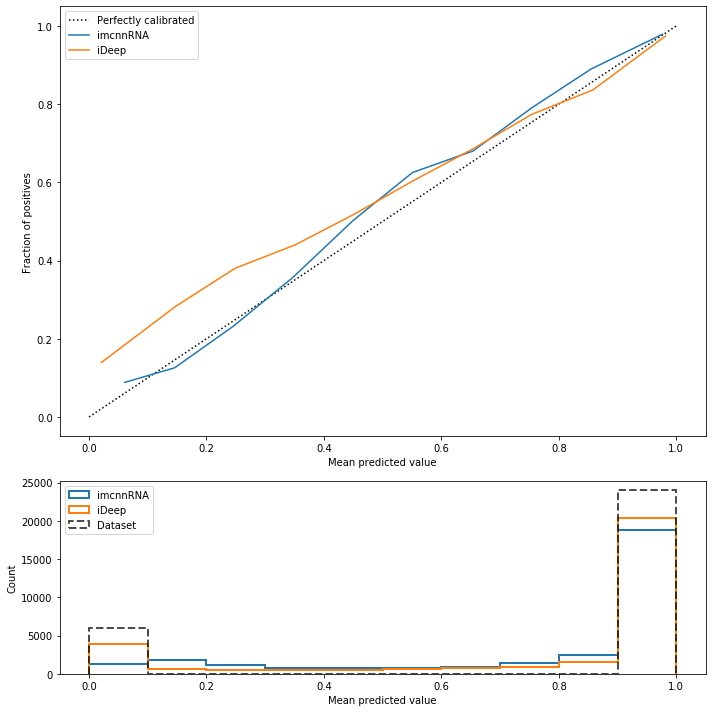 Perfectly calibrated
imcnnRNA
iDeep
Fraction of positives
1.0
0.8
0.6
0.4
0.2
0.0
0.0 0.2 0.4 0.6 0.8 1.0
Mean predicted value
imcnnRNA
iDeep
Dataset
Count
25000
20000
15000
10000
5000
0
0.0 0.2 0.4 0.6 0.8 1.0
Mean predicted value